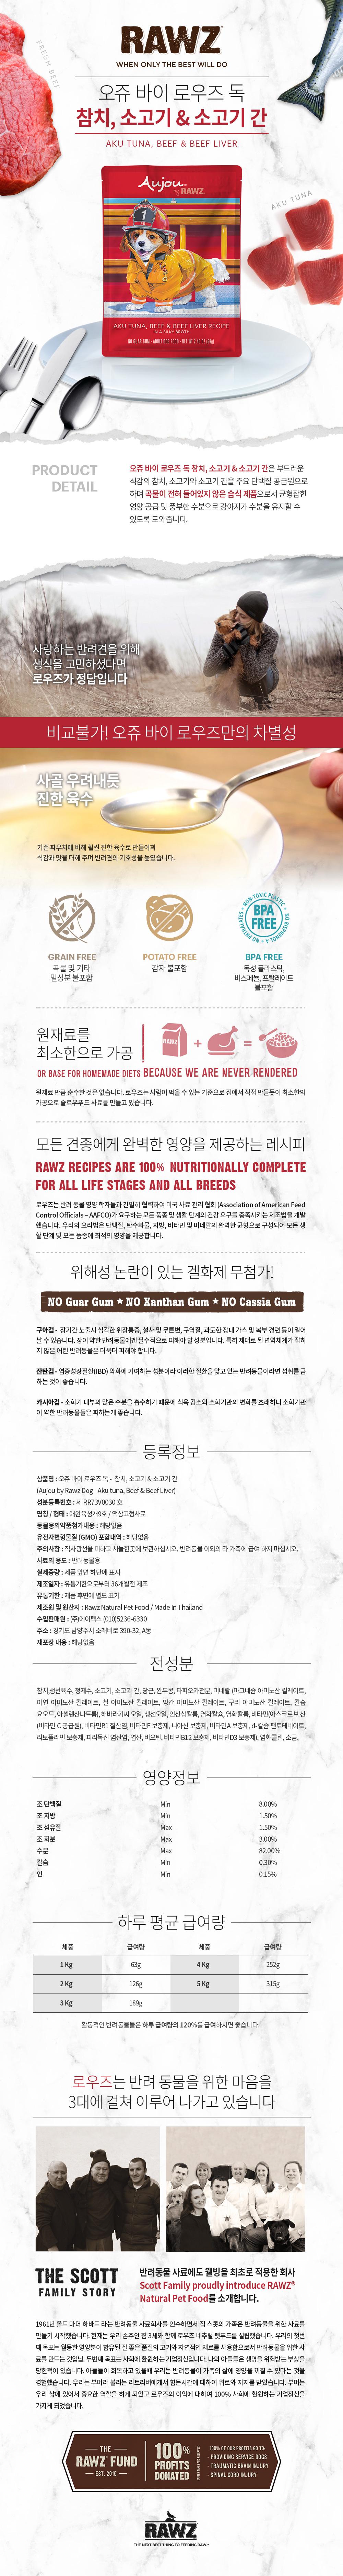 RAWZ
WHEN ONLY THE BEST WILL DO
FRESH BEEF
오쥬 바이 로우즈 독
참치, 소고기 & 소고기 간
AKU TUNA, BEEF & BEEF LIVER
AKU TUNA
Aujou
by RAWZ
1
AKU TUNA, BEEF & BEEF LIVER RECIPE
IN A SILKY BROTH
NO GUAR GUM · ADULT DOG FOOD · NET WT 2.46 OZ (69g)
PRODUCT
DETAIL
오쥬 바이 로우즈 독 참치, 소고기 & 소고기 간은 부드러운
식감의 참치, 소고기와 소고기 간을 주요 단백질 공급원으로
하며 곡물이 전혀 들어있지 않은 습식 제품으로서 균형잡힌
영양 공급 및 풍부한 수분으로 강아지가 수분을 유지할 수
있도록 도와줍니다.
사랑하는 반려견을 위해
생식을 고민하셨다면
로우즈가 정답입니다
비교불가! 오쥬 바이 로우즈만의 차별성
사골 우려내듯
진한 육수
기존 파우치에 비해 훨씬 진한 육수로 만들어져
식감과 맛을 더해 주며 반려견의 기호성을 높였습니다.
NON-TOXIC PLASTIC
BPA
FREE
GRAIN FREE
곡물 및 기타
밀성분 불포함
POTATO FREE
감자 불포함
BPA FREE
독성 플라스틱,
비스페놀, 프탈레이트
불포함
원재료를
최소한으로 가공
RAWZ
+
=
OR BASE FOR HOMEMADE DIETS BECAUSE WE ARE NEVER RENDERED
원재료 만큼 순수한 것은 없습니다. 로우즈는 사람이 먹을 수 있는 기준으로 집에서 직접 만들듯이 최소한의
가공으로 슬로우푸드 사료를 만들고 있습니다.
모든 견종에게 완벽한 영양을 제공하는 레시피
RAWZ RECIPES ARE 100% NUTRITIONALLY COMPLETE
FOR ALL LIFE STAGES AND ALL BREEDS
로우즈는 반려 동물 영양 학자들과 긴밀히 협력하여 미국 사료 관리 협회 (Association of American Feed
Control Officials – AAFCO)가 요구하는 모든 품종 및 생활 단계의 건강 요구를 충족시키는 제조법을 개발
했습니다. 우리의 요리법은 단백질, 탄수화물, 지방, 비타민 및 미네랄의 완벽한 균형으로 구성되어 모든 생
활 단계 및 모든 품종에 최적의 영양을 제공합니다.
위해성 논란이 있는 겔화제 무첨가!
NO Guar Gum ★ NO Xanthan Gum ★ NO Cassia Gum
구아검 - 장기간 노출시 심각한 위장통증, 설사 및 무른변, 구역질, 과도한 장내 가스 및 복부 경련 등이 일어
날 수 있습니다. 장이 약한 반려동물에겐 필수적으로 피해야 할 성분입니다. 특히 제대로 된 면역체계가 잡히
지 않은 어린 반려동물은 더욱더 피해야 합니다.
잔탄검 - 염증성장질환(IBD) 악화에 기여하는 성분이라 이러한 질환을 앓고 있는 반려동물이라면 섭취를 금
하는 것이 좋습니다.
카시아검 - 소화기 내부의 많은 수분을 흡수하기 때문에 식욕 감소와 소화기관의 변화를 초래하니 소화기관
이 약한 반려동물들은 피하는게 좋습니다.
등록정보
상품명 : 오쥬 바이 로우즈 독 - 참치, 소고기 & 소고기 간
(Aujou by Rawz Dog - Aku tuna, Beef & Beef Liver)
성분등록번호 : 제 RR73V0030 호
명칭 / 형태 : 애완육성개9호 / 액상고형사료
동물용의약품첨가내용 : 해당없음
유전자변형물질 (GMO) 포함내역 : 해당없음
주의사항 : 직사광선을 피하고 서늘한곳에 보관하십시오. 반려동물 이외의 타 가축에 급여 하지 마십시오.
사료의 용도 : 반려동물용
실제중량 : 제품 앞면 하단에 표시
제조일자 : 유통기한으로부터 36개월전 제조
유통기한 : 제품 후면에 별도 표기
제조원 및 원산지 : Rawz Natural Pet Food / Made In Thailand
수입판매원 : (주)에이팩스 (010)5236-6330
주소 : 경기도 남양주시 소래비로 390-32, A동
재포장 내용 : 해당없음
전성분
참치,생선육수, 정제수, 소고기, 소고기 간, 당근, 완두콩, 타피오카전분, 미네랄 (마그네슘 아미노산 킬레이트,
아연 아미노산 킬레이트, 철 아미노산 킬레이트, 망간 아미노산 킬레이트, 구리 아미노산 킬레이트, 칼슘
요오드, 아셀렌산나트륨), 해바라기씨 오일, 생선오일, 인산삼칼륨, 염화칼슘, 염화칼륨, 비타민(아스코르브 산
(비타민 C 공급원), 비타민B1 질산염, 비타민E 보충제, 니아신 보충제, 비타민A 보충제, d-칼슘 판토테네이트,
리보플라빈 보충제, 피리독신 염산염, 엽산, 비오틴, 비타민B12 보충제, 비타민D3 보충제), 염화콜린, 소금,
영양정보
조 단백질 Min 8.00%
조 지방 Min 1.50%
조 섬유질 Max 1.50%
조 회분 Max 3.00%
수분 Max 82.00%
칼슘 Min 0.30%
인 Min 0.15%
하루 평균 급여량
체중 급여량 체중 급여량
1 Kg 63g 4 Kg 252g
2 Kg 126g 5 Kg 315g
3 Kg 189g
활동적인 반려동물들은 하루 급여량의 120%를 급여하시면 좋습니다.
로우즈는 반려 동물을 위한 마음을
3대에 걸쳐 이루어 나가고 있습니다
THE SCOTT
FAMILY STORY
반려동물 사료에도 웰빙을 최초로 적용한 회사
Scott Family proudly introduce RAWZ®
Natural Pet Food를 소개합니다.
1961년 올드 마더 허바드 라는 반려동물 사료회사를 인수하면서 짐 스콧의 가족은 반려동물을 위한 사료를
만들기 시작했습니다. 현재는 우리 손주인 짐 3세와 함께 로우즈 네추럴 펫푸드를 설립했습니다. 우리의 첫번
째 목표는 월등한 영양분이 함유된 질 좋은 품질의 고기와 자연적인 재료를 사용함으로서 반려동물을 위한 사
료를 만드는 것입닏. 두번째 목표는 사회에 환원하는 기업정신입니다. 나의 아들들은 생명을 위협받는 부상을
당한적이 있습니다. 아들들이 회복하고 있을때 우리는 반려동물이 가족의 삶에 영양을 끼칠 수 있다는 것을
경험했습니다. 우리는 부머라 불리는 리트리버에게서 힘든시간에 대하여 위로와 지지를 받았습니다. 부머는
우리 삶에 있어서 중요한 역할을 하게 되었고 로우즈의 이익에 대하여 100% 사회에 환원하는 기업정신을
가지게 되었습니다.
THE
RAWZ FUND
EST. 2015
100%
PROFITS
DONATED
100% OF OUR PROFITS GO TO:
· PROVIDING SERVICE DOGS
· TRAUMATIC BRAIN INJURY
· SPINAL CORD INJURY
RAWZ
THE NEXT BEST THING TO FEEDING RAW.™